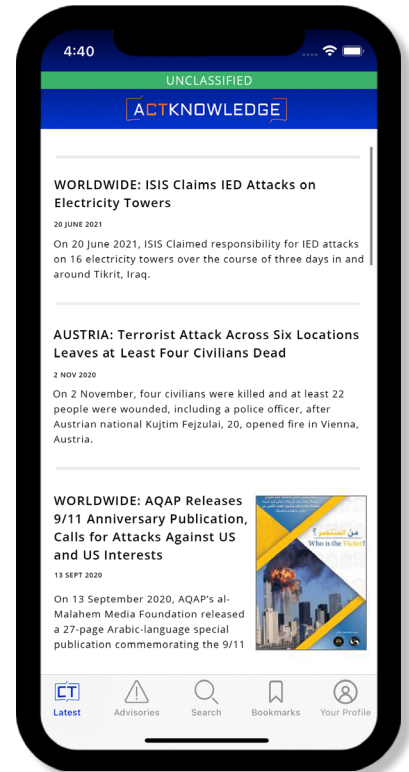 4:40
UNCLASSIFIED
ACTKNOWLEDGE
WORLDWIDE: ISIS Claims IED Attacks on
Electricity Towers
20 JUNE 2021
On 20 June 2021, ISIS Claimed responsibility for IED attacks
on 16 electricity towers over the course of three days in and
around Tikrit, Iraq.
AUSTRIA: Terrorist Attack Across Six Locations
Leaves at Least Four Civilians Dead
2 NOV 2020
On 2 November, four civilians were killed and at least 22
people were wounded, including a police officer, after
Austrian national Kujtim Fejzulai, 20, opened fire in Vienna,
Austria.
WORLDWIDE: AQAP Releases
9/11 Anniversary Publication,
Calls for Attacks Against US
and US Interests
13 SEPT 2020
On 13 September 2020, AQAP's al-
Malahem Media Foundation released
a 27-page Arabic-language special
publication commemorating the 9/11
من المنتصر؟
Who is the Victor?
CT
Latest
Advisories
Search
Bookmarks
Your Profile